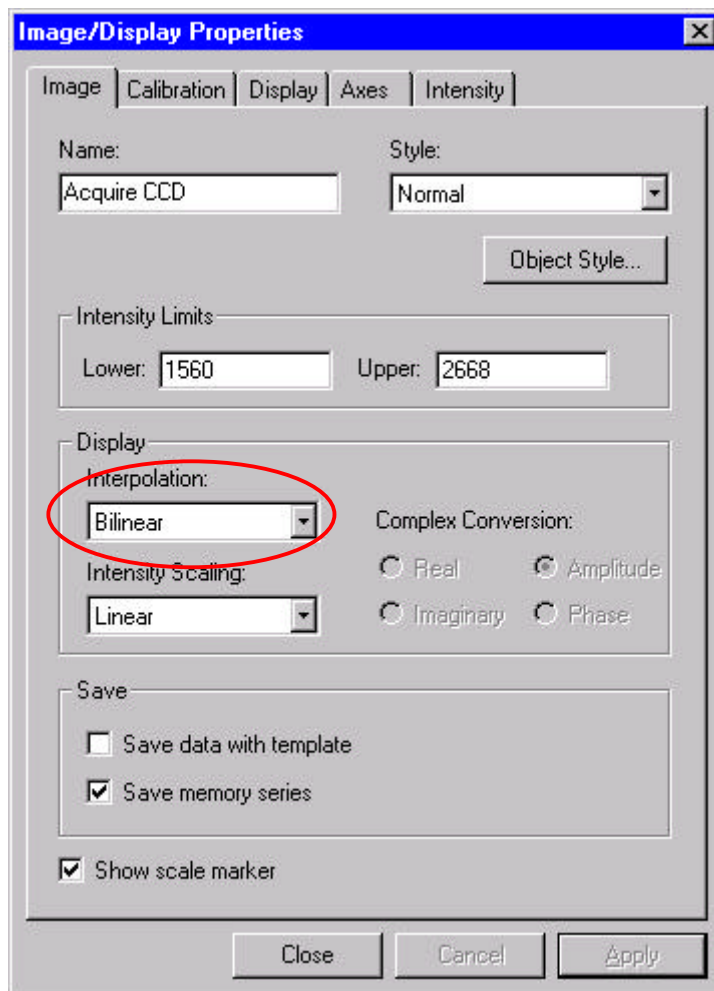 Image/Display Properties
Image Calibration Display Axes Intensity
Name: Style:
Acquire CCD Normal
Object Style...
Intensity Limits
Lower: 1560 Upper: 2668
Display
Interpolation:
Bilinear Complex Conversion:
Intensity Scaling: Real Amplitude
Linear Imaginary Phase
Save
Save data with template
Save memory series
Show scale marker
Close Cancel Apply